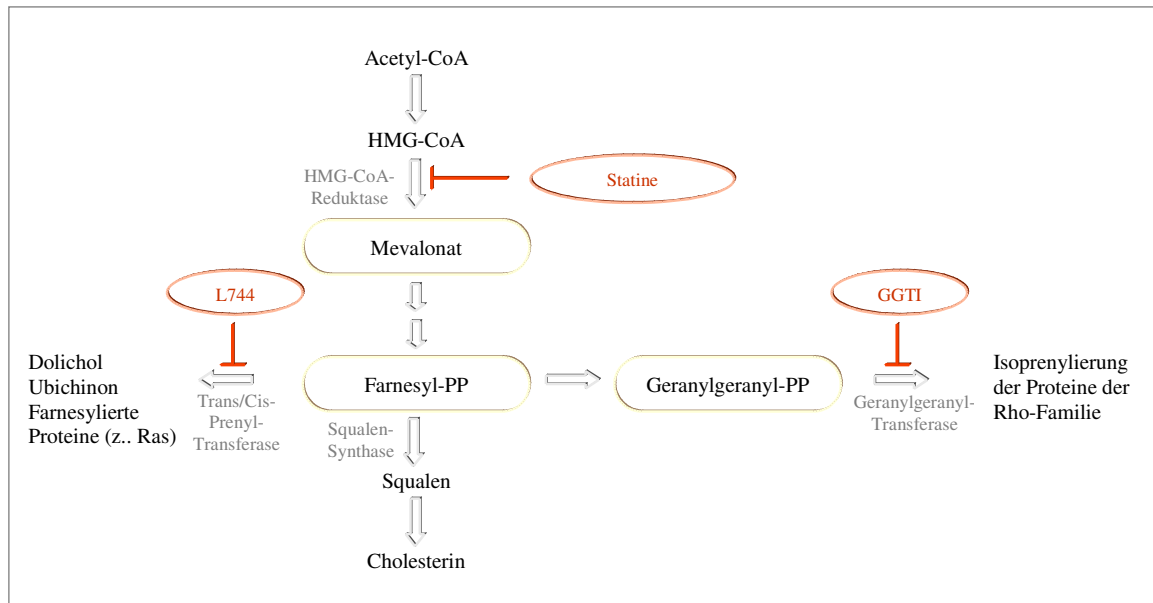 Acetyl-CoA
HMG-CoA
HMG-CoA-
Reduktase
Statine
Mevalonat
L744
GGTI
Dolichol
Ubichinon
Farnesylierte
Proteine (z.. Ras)
Trans/Cis-
Prenyl-
Transferase
Farnesyl-PP
Geranylgeranyl-PP
Geranylgeranyl-
Transferase
Isoprenylierung
der Proteine der
Rho-Familie
Squalen-
Synthase
Squalen
Cholesterin